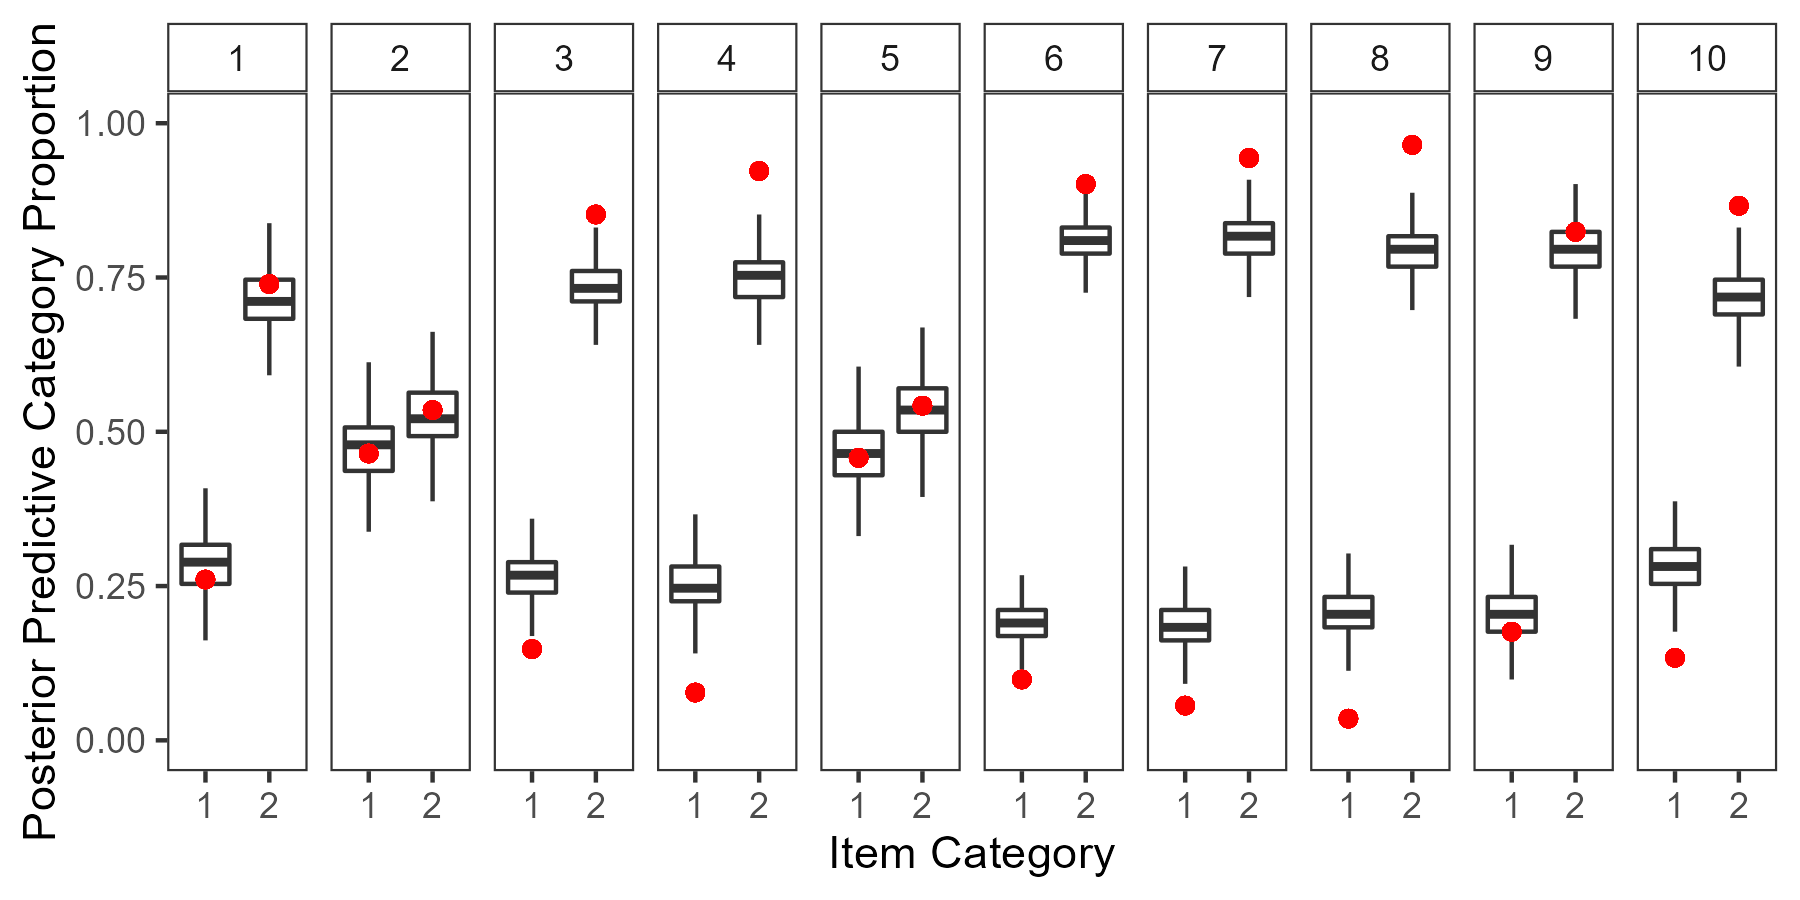 Posterior Predictive Category Proportion
1 2 3 4 5 6 7 8 9 10
1.00
0.75
0.50
0.25
0.00
1 2 1 2 1 2 1 2 1 2 1 2 1 2 1 2 1 2 1 2
Item Category